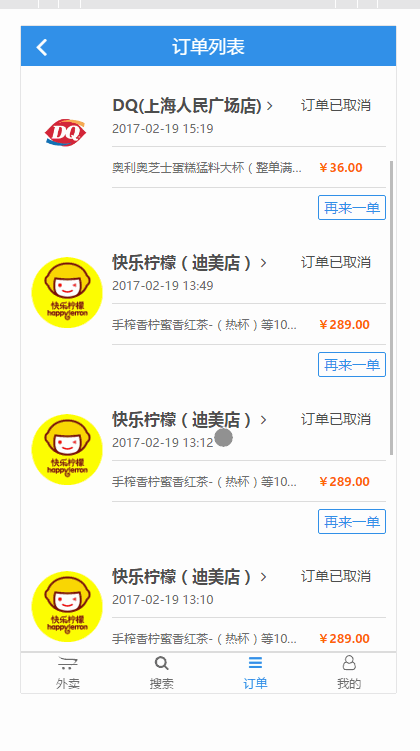 订单列表
DQ(上海人民广场店) 订单已取消
2017-02-19 15:19
DQ
奥利奥芝士蛋糕猛料大杯（整单满... ￥36.00
再来一单
快乐柠檬（迪美店） 订单已取消
2017-02-19 13:49
快乐柠檬
happylemon
手榨香柠蜜香红茶-（热杯）等10... ￥289.00
再来一单
快乐柠檬（迪美店） 订单已取消
2017-02-19 13:12
快乐柠檬
happylemon
手榨香柠蜜香红茶-（热杯）等10... ￥289.00
再来一单
快乐柠檬（迪美店） 订单已取消
2017-02-19 13:10
快乐柠檬
happylemon
手榨香柠蜜香红茶-（热杯）等10... ￥289.00
外卖 搜索 订单 我的